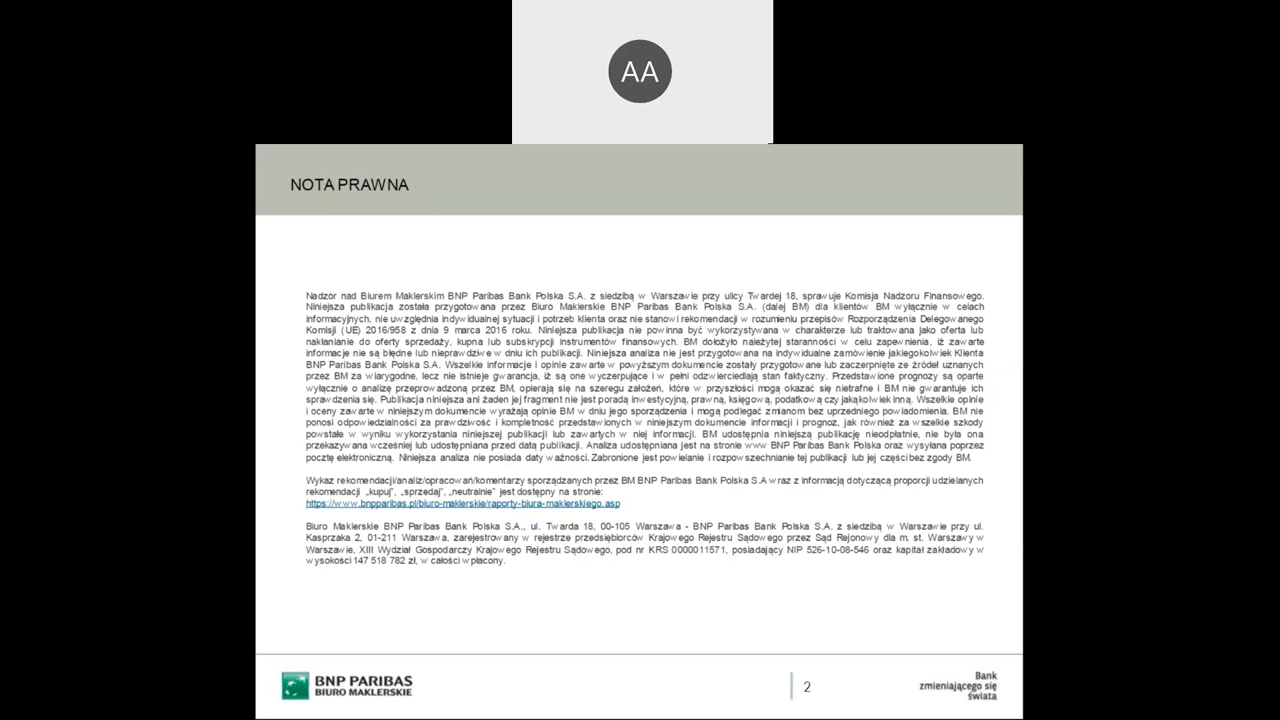 AA
NOTA PRAWNA
Nadzór nad Biurem Maklerskim BNP Paribas Bank Polska S.A. z siedzibą w Warszawie przy ulicy Twardej 18, sprawuje Komisja Nadzoru Finansowego.
Niniejsza publikacja została przygotowana przez Biuro Maklerskie BNP Paribas Bank Polska S.A. (dalej BM) dla klientów BM wyłącznie w celach
informacyjnych, nie uwzględnia indywidualnej sytuacji i potrzeb klienta oraz nie stanowi rekomendacji w rozumieniu przepisów Rozporządzenia Delegowanego
Komisji (UE) 2016/958 z dnia 9 marca 2016 roku. Niniejsza publikacja nie powinna być wykorzystywana w charakterze lub traktowana jako oferta lub
nakłanianie do oferty sprzedaży, kupna lub subskrypcji instrumentów finansowych. BM dołożyło należytej staranności w celu zapewnienia, iż zawarte
informacje nie są błędne lub nieprawdziwe w dniu ich publikacji. Niniejsza analiza nie jest przygotowana na indywidualne zamówienie jakiegokolwiek Klienta
BNP Paribas Bank Polska S.A. Wszelkie informacje i opinie zawarte w powyższym dokumencie zostały przygotowane lub zaczerpnięte ze źródeł uznanych
przez BM za wiarygodne, lecz nie istnieje gwarancja, iż są one wyczerpujące i w pełni odzwierciedlają stan faktyczny. Przedstawione prognozy są oparte
wyłącznie o analizę przeprowadzoną przez BM, opierają się na szeregu założeń, które w przyszłości mogą okazać się nietrafne i BM nie gwarantuje ich
sprawdzenia się. Publikacja niniejsza ani żaden jej fragment nie jest poradą inwestycyjną, prawną, księgową, podatkową czy jakąkolwiek inną. Wszelkie opinie
i oceny zawarte w niniejszym dokumencie wyrażają opinie BM w dniu jego sporządzenia i mogą podlegać zmianom bez uprzedniego powiadomienia. BM nie
ponosi odpowiedzialności za prawdziwość i kompletność przedstawionych w niniejszym dokumencie informacji i prognoz, jak również za wszelkie szkody
powstałe w wyniku wykorzystania niniejszej publikacji lub zawartych w niej informacji. BM udostępnia niniejszą publikację nieodpłatnie, nie była ona
przekazywana wcześniej lub udostępniana przed datą publikacji. Analiza udostępniana jest na stronie www BNP Paribas Bank Polska oraz wysyłana poprzez
pocztę elektroniczną. Niniejsza analiza nie posiada daty ważności. Zabronione jest powielanie i rozpowszechnianie tej publikacji lub jej części bez zgody BM.
Wykaz rekomendacji/analiz/opracowań/komentarzy sporządzanych przez BM BNP Paribas Bank Polska S.A wraz z informacją dotyczącą proporcji udzielanych
rekomendacji „kupuj”, „sprzedaj”, „neutralnie” jest dostępny na stronie:
https://www.bnpparibas.pl/biuro-maklerskie/raporty-biura-maklerskiego.asp
Biuro Maklerskie BNP Paribas Bank Polska S.A., ul. Twarda 18, 00-105 Warszawa - BNP Paribas Bank Polska S.A. z siedzibą w Warszawie przy ul.
Kasprzaka 2, 01-211 Warszawa, zarejestrowany w rejestrze przedsiębiorców Krajowego Rejestru Sądowego przez Sąd Rejonowy dla m. st. Warszawy w
Warszawie, XIII Wydział Gospodarczy Krajowego Rejestru Sądowego, pod nr KRS 0000011571, posiadający NIP 526-10-08-546 oraz kapitał zakładowy w
wysokości 147 518 782 zł, w całości wpłacony.
BNP PARIBAS
BIURO MAKLERSKIE
2
Bank
zmieniającego się
świata